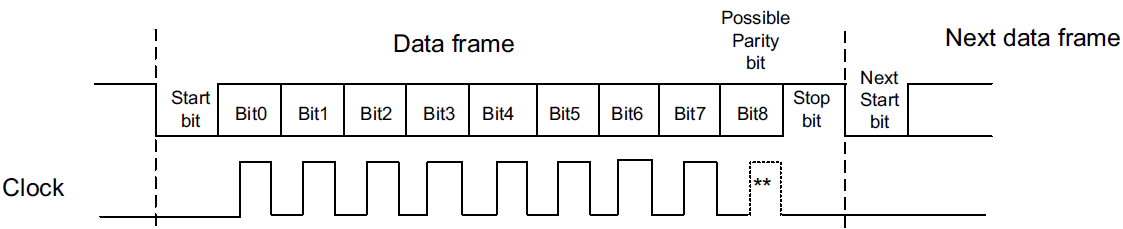 Data frame
Possible
Parity
bit
Next data frame
Start
bit
Bit0
Bit1
Bit2
Bit3
Bit4
Bit5
Bit6
Bit7
Bit8
Stop
bit
Next
Start
bit
Clock
**